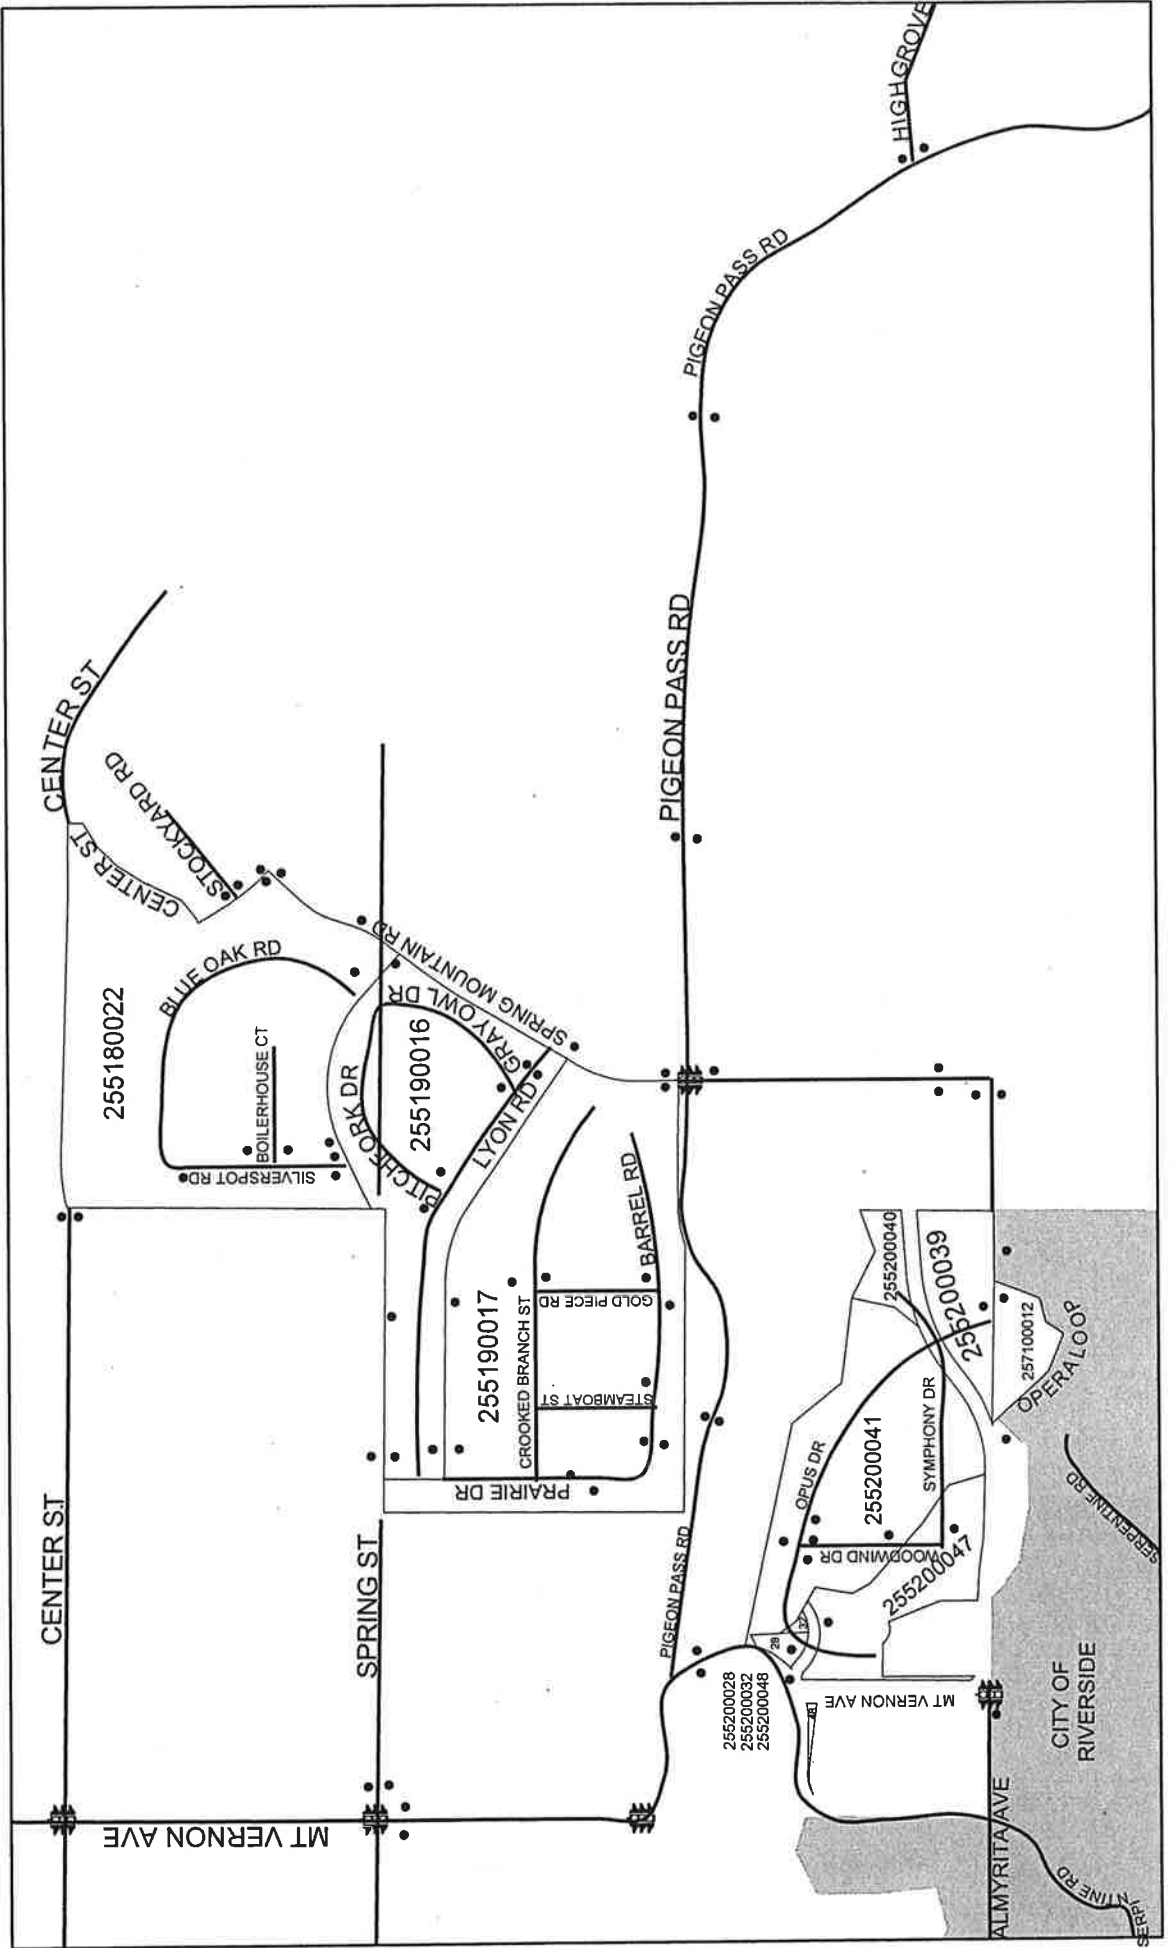 HIGHGROVE
PIGEON PASS RD
PIGEON PASS RD
CENTER ST
STOCKYARD RD
CENTER ST
BLUE OAK RD
255180022
BOILERHOUSE CT
SILVERSPOT RD
SPRING MOUNTAIN RD
GRAY OWL DR
255190016
PITCHFORK DR
LYON RD
255190017
CROOKED BRANCH ST
GOLD PIECE RD
BARREL RD
STEAMBOAT ST
PRAIRIE DR
CENTER ST
SPRING ST
PIGEON PASS RD
255200040
255200039
257100012
OPERA LOOP
OPUS DR
255200041
SYMPHONY DR
WOODWIND DR
255200047
SERPENTINE RD
28
255200028
255200032
255200048
48
MT VERNON AVE
CITY OF
RIVERSIDE
MT VERNON AVE
ALMYRITA AVE